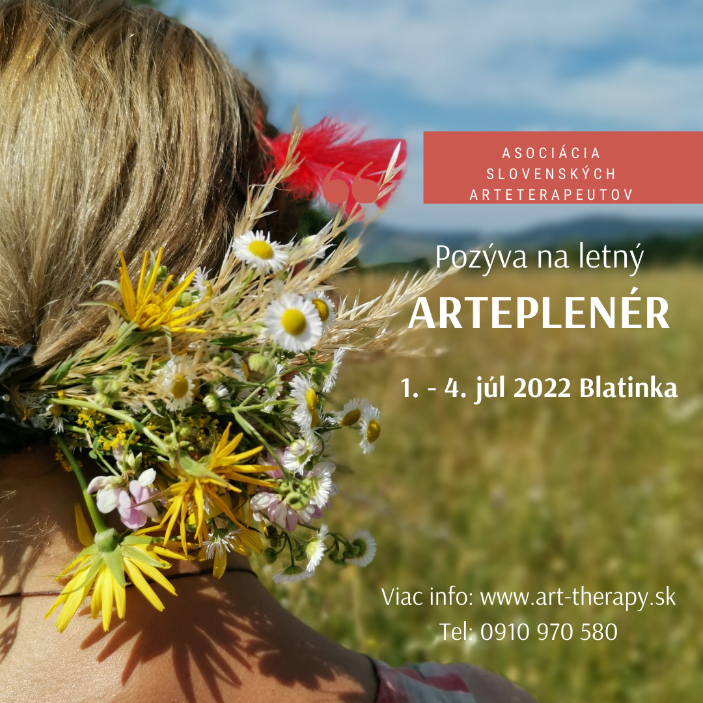 ASOCIÁCIA
SLOVENSKÝCH
ARTETERAPEUTOV
Pozýva na letný
ARTEPLENÉR
1. - 4. júl 2022 Blatinka
Viac info: www.art-therapy.sk
Tel: 0910 970 580